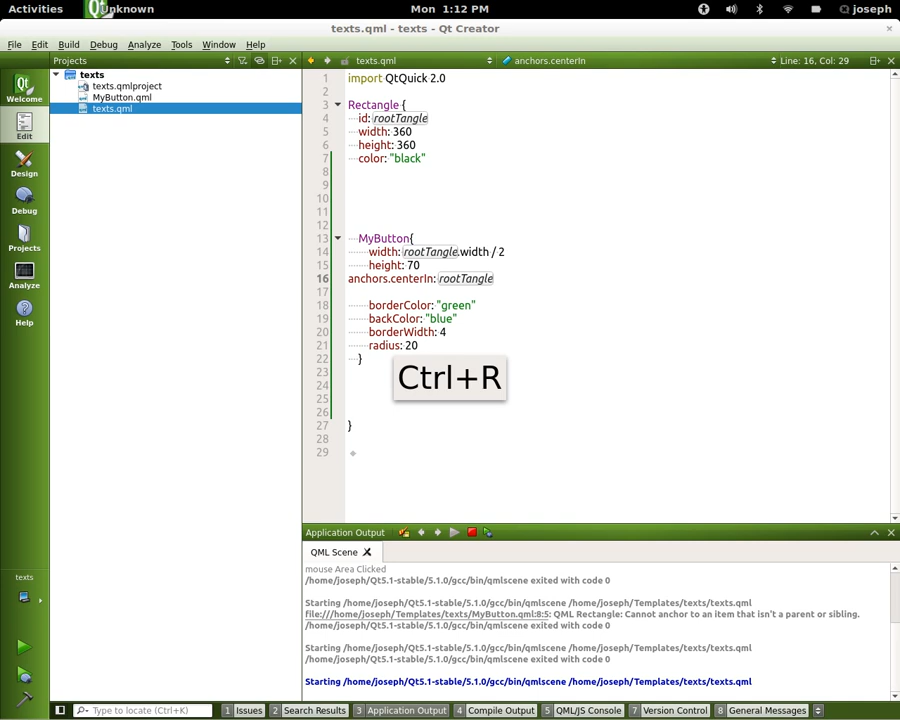 Activities
Unknown
Mon 1:12 PM
joseph
texts.qml - texts - Qt Creator
File Edit Build Debug Analyze Tools Window Help
Projects
texts.qml
anchors.centerIn
Line: 16, Col: 29
texts
texts.qmlproject
MyButton.qml
texts.qml
Qt
Welcome
Edit
Design
Debug
Projects
Analyze
Help
1 import QtQuick 2.0
2
3 Rectangle {
4 id: rootTangle
5 width: 360
6 height: 360
7 color: "black"
8
9
10
11
12
13 MyButton{
14 width: rootTangle.width / 2
15 height: 70
16 anchors.centerIn: rootTangle
17
18 borderColor: "green"
19 backColor: "blue"
20 borderWidth: 4
21 radius: 20
22 }
23
24
25
26
27 }
28
29
Ctrl+R
Application Output
QML Scene
mouse Area Clicked
/home/joseph/Qt5.1-stable/5.1.0/gcc/bin/qmlscene exited with code 0
Starting /home/joseph/Qt5.1-stable/5.1.0/gcc/bin/qmlscene /home/joseph/Templates/texts/texts.qml
file:///home/joseph/Templates/texts/MyButton.qml:8:5: QML Rectangle: Cannot anchor to an item that isn't a parent or sibling.
/home/joseph/Qt5.1-stable/5.1.0/gcc/bin/qmlscene exited with code 0
Starting /home/joseph/Qt5.1-stable/5.1.0/gcc/bin/qmlscene /home/joseph/Templates/texts/texts.qml
/home/joseph/Qt5.1-stable/5.1.0/gcc/bin/qmlscene exited with code 0
Starting /home/joseph/Qt5.1-stable/5.1.0/gcc/bin/qmlscene /home/joseph/Templates/texts/texts.qml
texts
Type to locate (Ctrl+K)
1 Issues
2 Search Results
3 Application Output
4 Compile Output
5 QML/JS Console
7 Version Control
8 General Messages